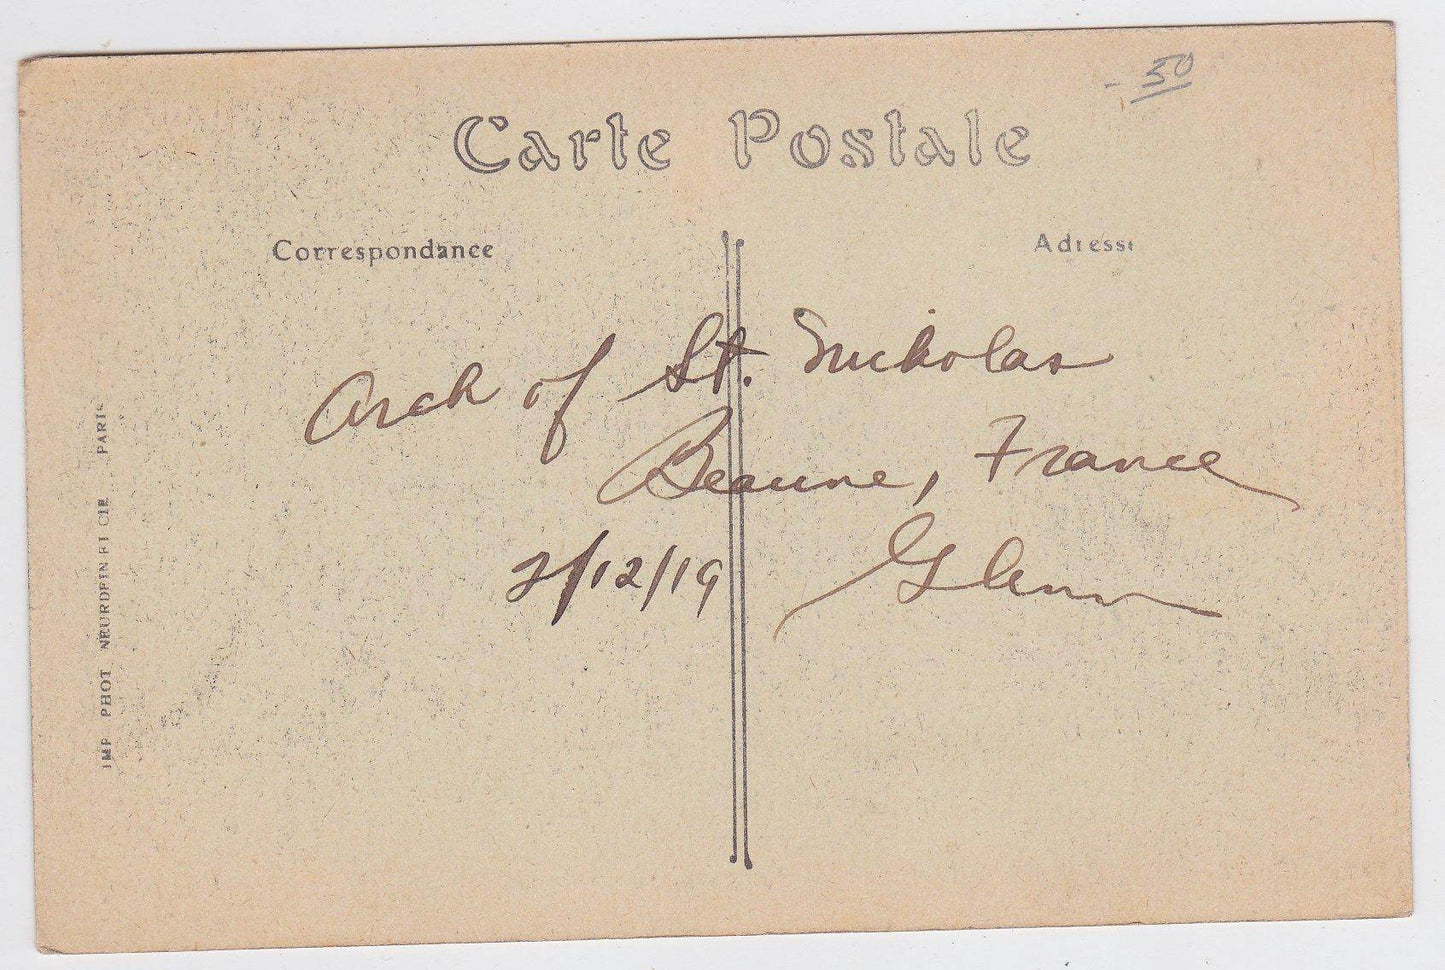 - 50
Carte Postale
Correspondance
Adresse
Arch of St. Nicholas
Beaune, France
2/12/19 Glenn
IMP PHOT NEURDEIN ET CIE PARIS